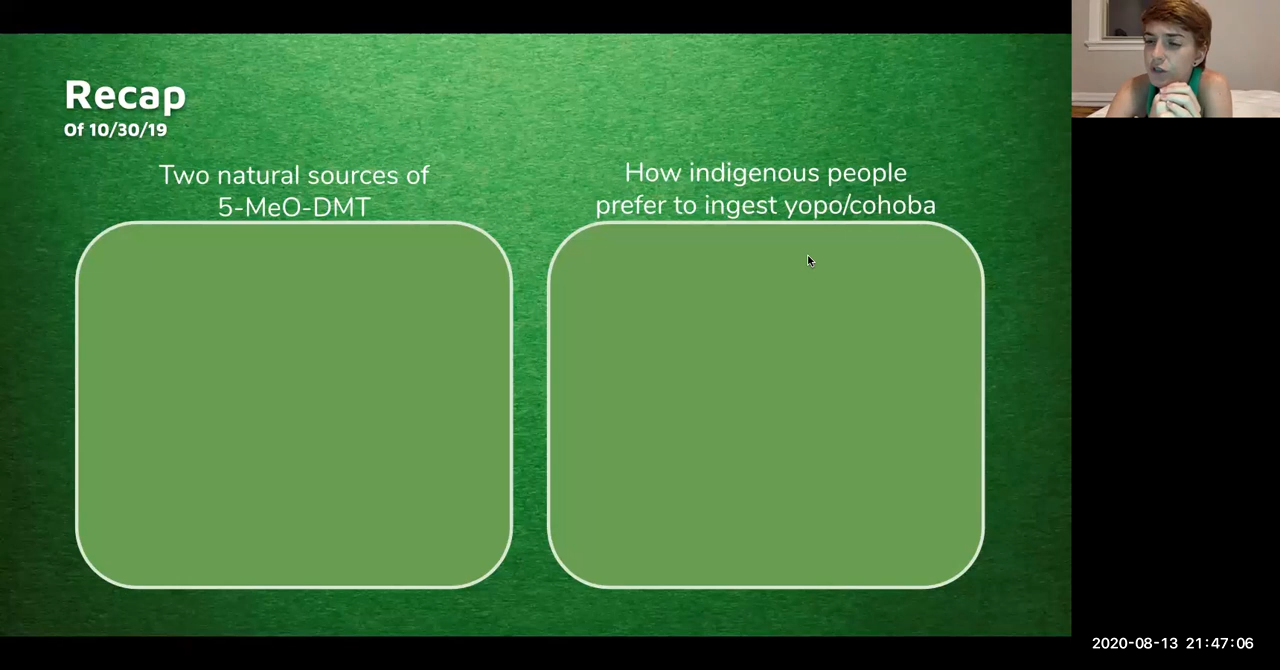 Recap
Of 10/30/19
Two natural sources of
5-MeO-DMT
How indigenous people
prefer to ingest yopo/cohoba
2020-08-13 21:47:06